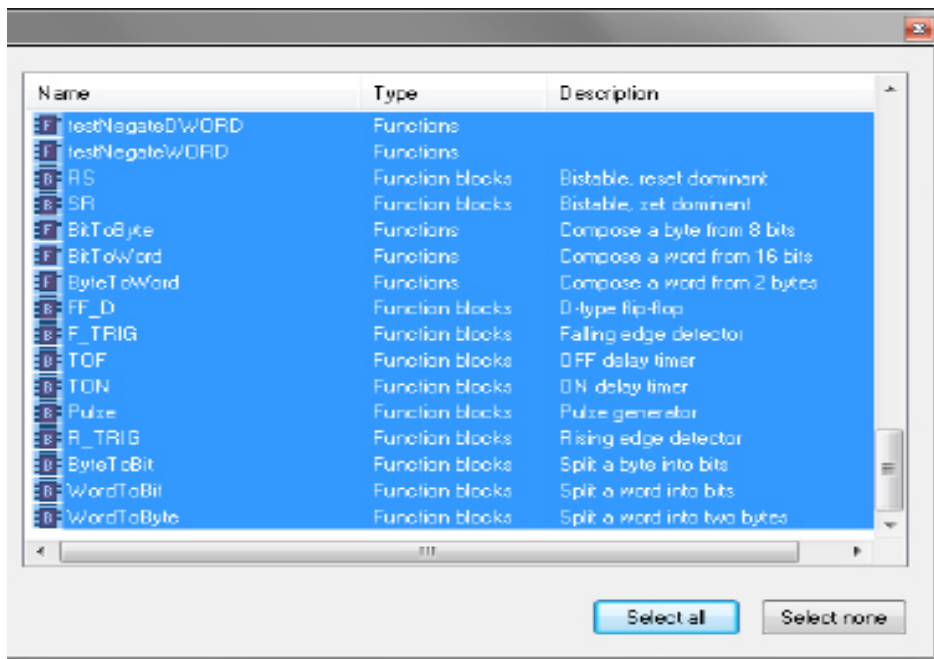 Name Type Description
F testNegateDWORD Functions
F testNegateWORD Functions
B RS Function blocks Bistable, reset dominant
B SR Function blocks Bistable, set dominant
F BitToByte Functions Compose a byte from 8 bits
F BitToWord Functions Compose a word from 16 bits
F ByteToWord Functions Compose a word from 2 bytes
B FF_D Function blocks D-type flip-flop
B F_TRIG Function blocks Falling edge detector
B TOF Function blocks OFF delay timer
B TON Function blocks ON delay timer
B Pulse Function blocks Pulse generator
B R_TRIG Function blocks Rising edge detector
B ByteToBit Function blocks Split a byte into bits
B WordToBit Function blocks Split a word into bits
B WordToByte Function blocks Split a word into two bytes
Select all Select none